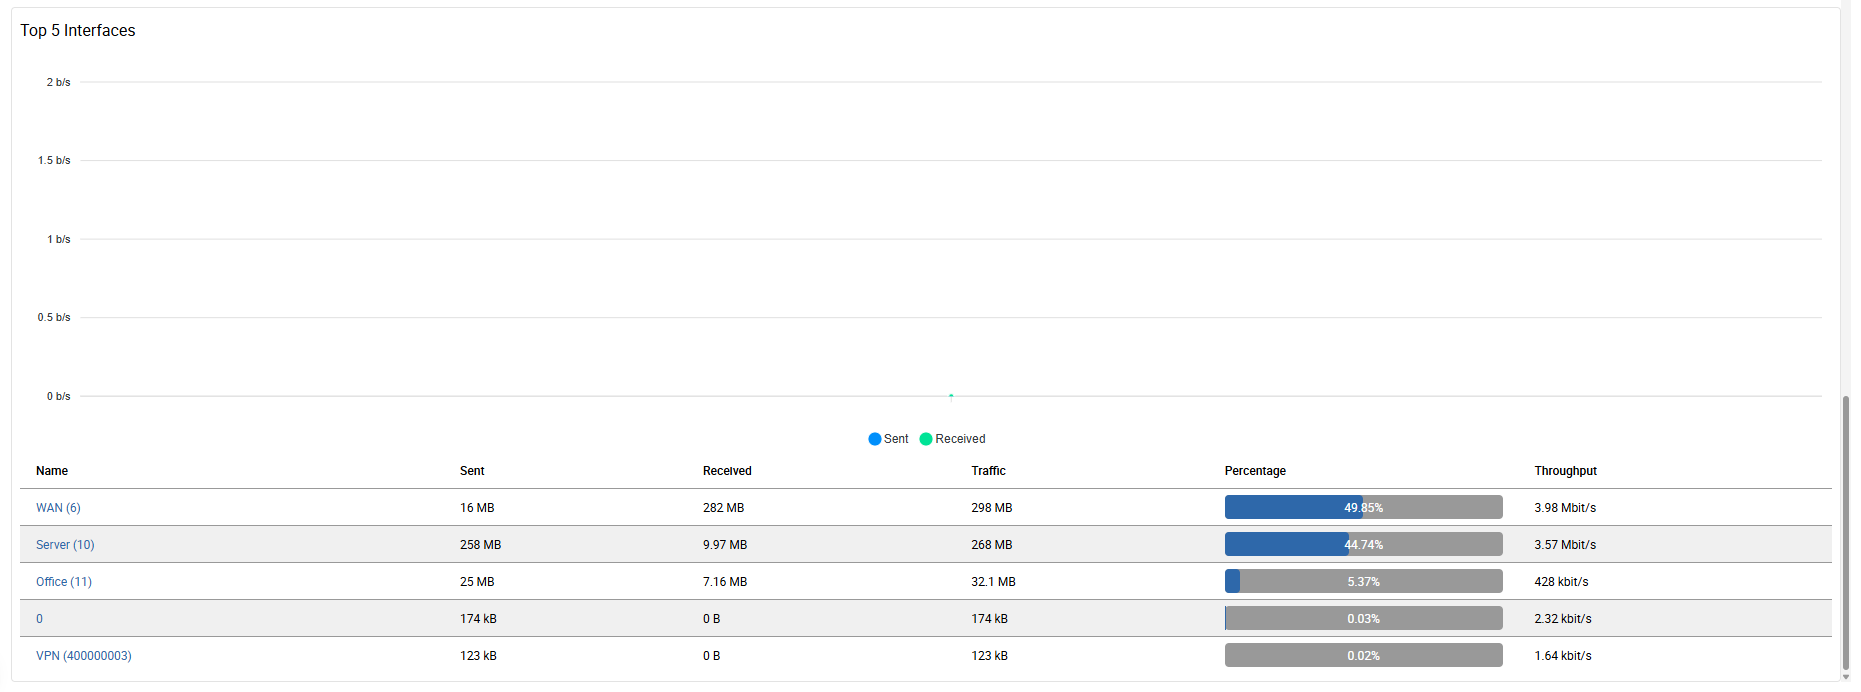 Top 5 Interfaces
2 b/s
1.5 b/s
1 b/s
0.5 b/s
0 b/s
Sent Received
Name Sent Received Traffic Percentage Throughput
WAN (6) 16 MB 282 MB 298 MB 49.85% 3.98 Mbit/s
Server (10) 258 MB 9.97 MB 268 MB 44.74% 3.57 Mbit/s
Office (11) 25 MB 7.16 MB 32.1 MB 5.37% 428 kbit/s
0 174 kB 0 B 174 kB 0.03% 2.32 kbit/s
VPN (400000003) 123 kB 0 B 123 kB 0.02% 1.64 kbit/s